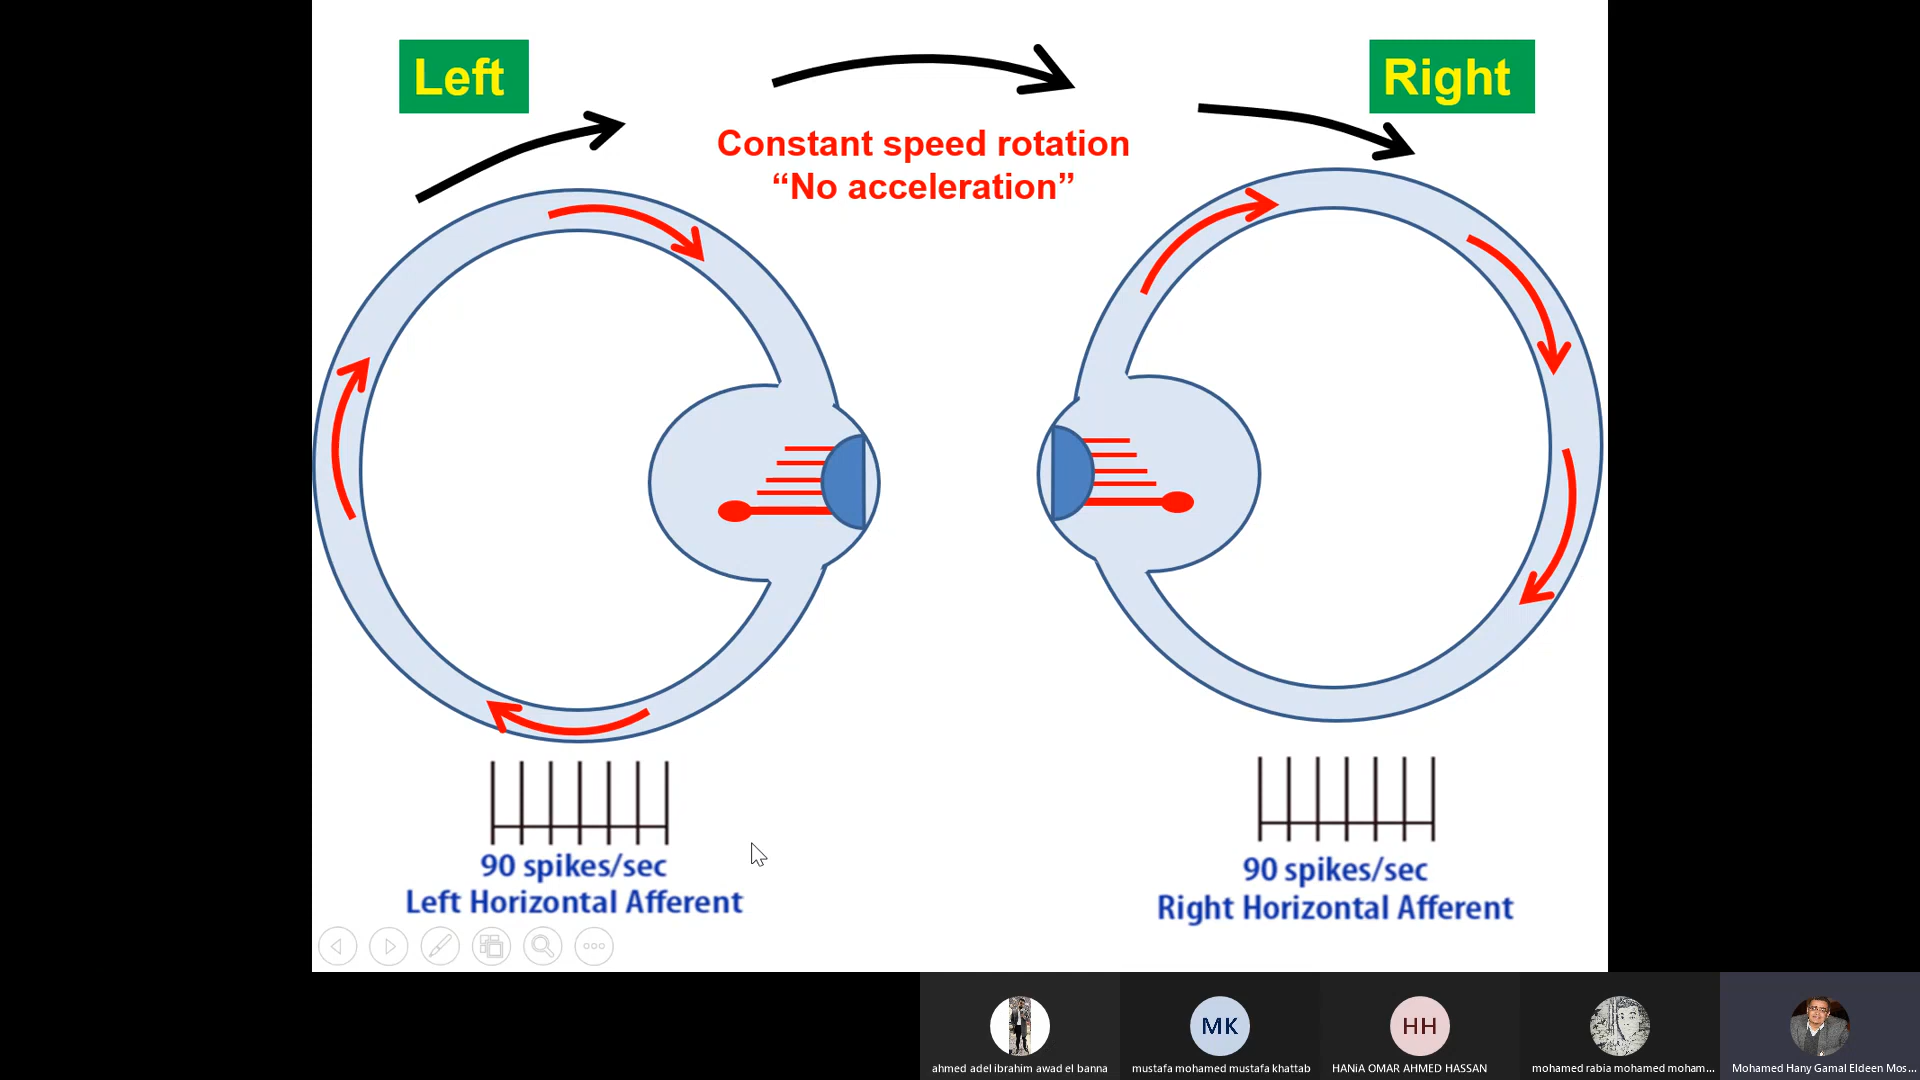 Left
Right
Constant speed rotation
“No acceleration”
90 spikes/sec
Left Horizontal Afferent
90 spikes/sec
Right Horizontal Afferent
MK
HH
ahmed adel ibrahim awad el banna
mustafa mohamed mustafa khattab
HANiA OMAR AHMED HASSAN
mohamed rabia mohamed moham...
Mohamed Hany Gamal Eldeen Mos...